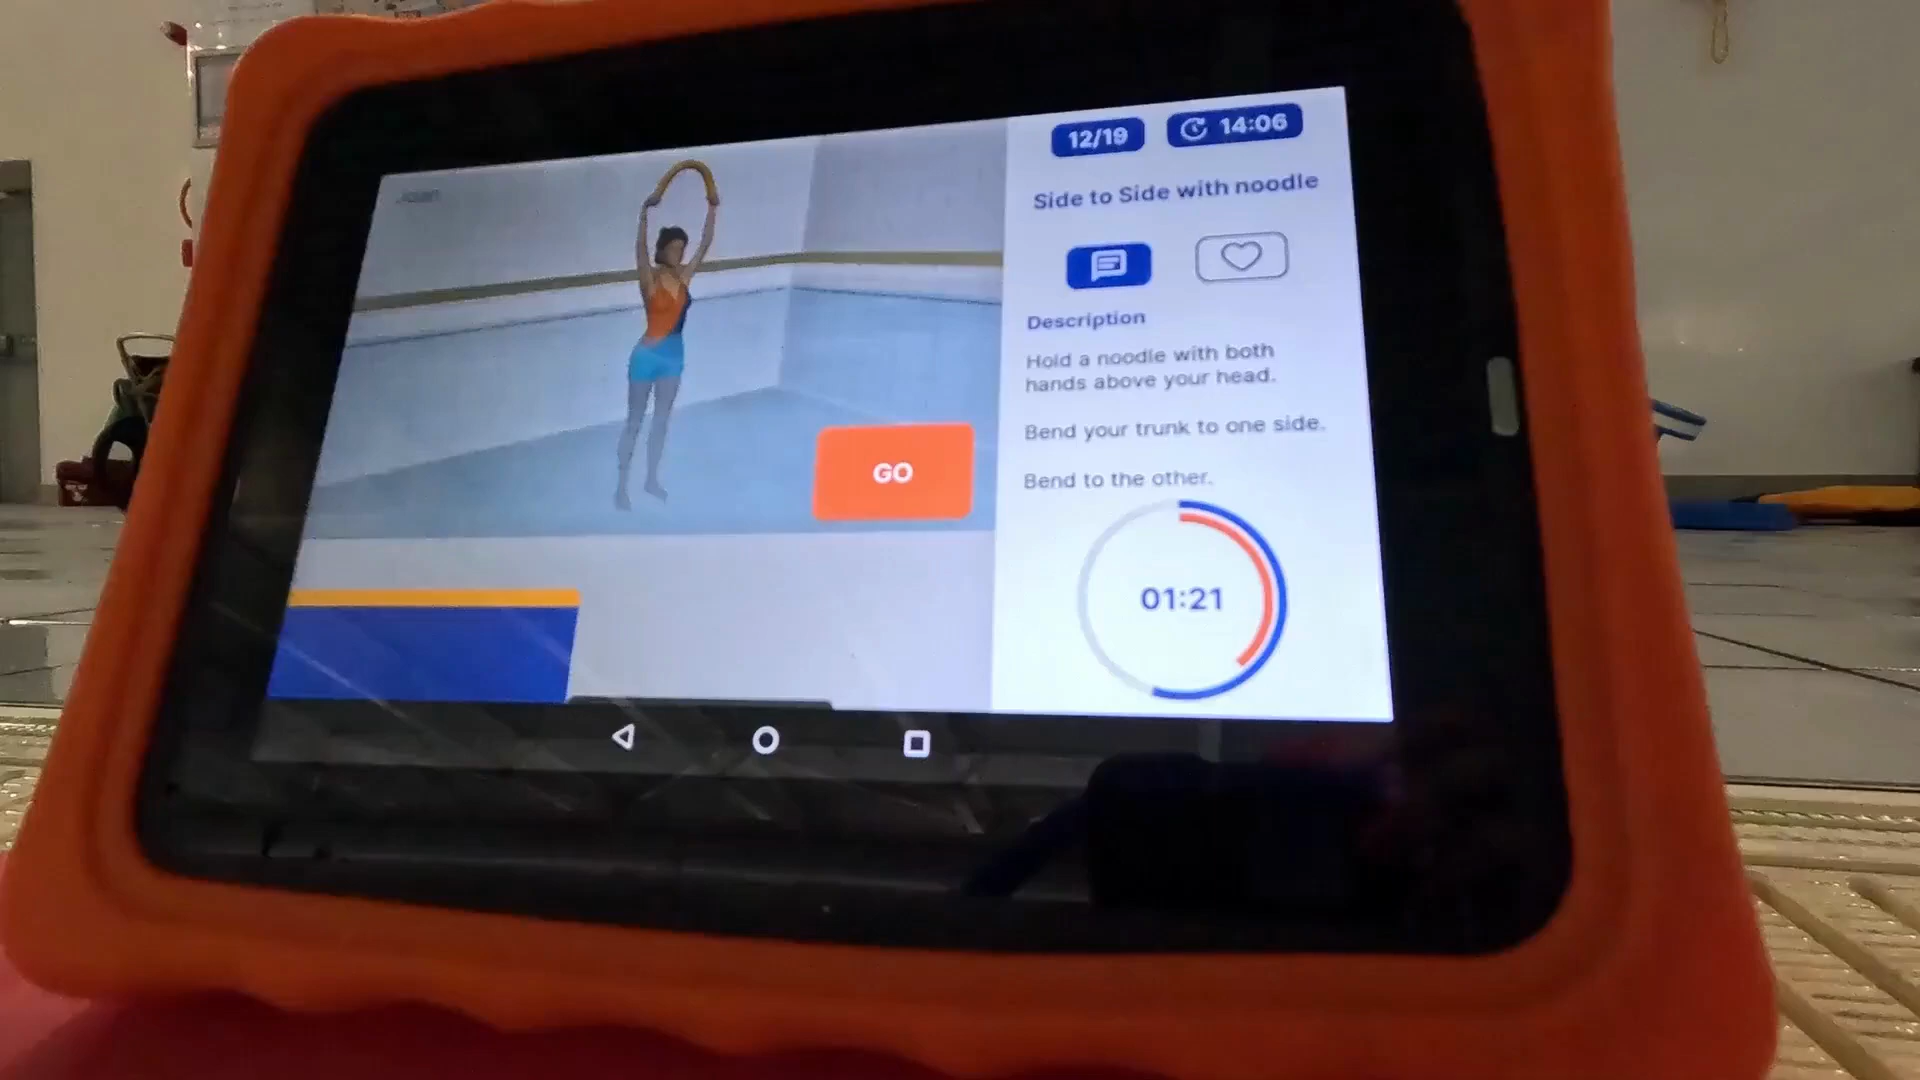 12/19
14:06
Side to Side with noodle
Description
Hold a noodle with both
hands above your head.
Bend your trunk to one side.
Bend to the other.
GO
01:21